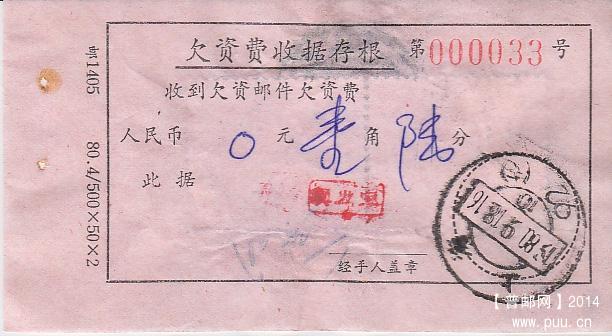 欠资费收据存根 第000033号
收到欠资邮件欠资费
人民币 0 元 壹 角 陆 分
此据
经手人盖章
邮1405 80.4/500×50×2
【普邮网】2014
www.puu.cn